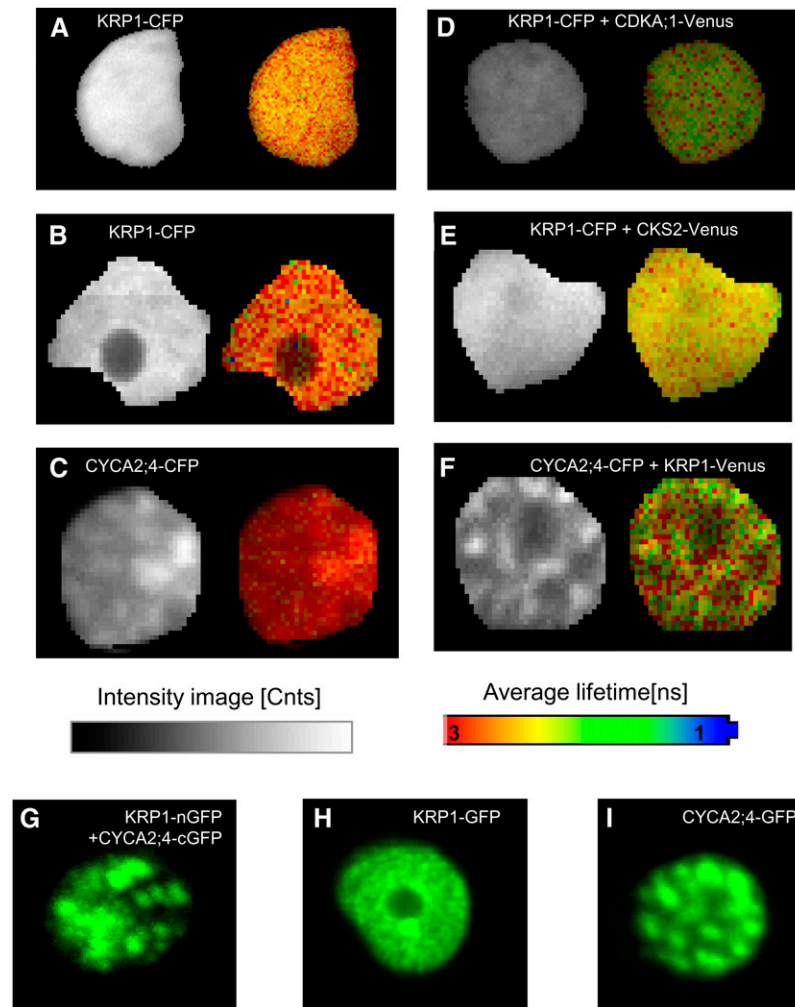 A KRP1-CFP
D KRP1-CFP + CDKA;1-Venus
B KRP1-CFP
E KRP1-CFP + CKS2-Venus
C CYCA2;4-CFP
F CYCA2;4-CFP + KRP1-Venus
Intensity image [Cnts]
Average lifetime[ns]
3 1
G KRP1-nGFP
+CYCA2;4-cGFP
H KRP1-GFP
I CYCA2;4-GFP